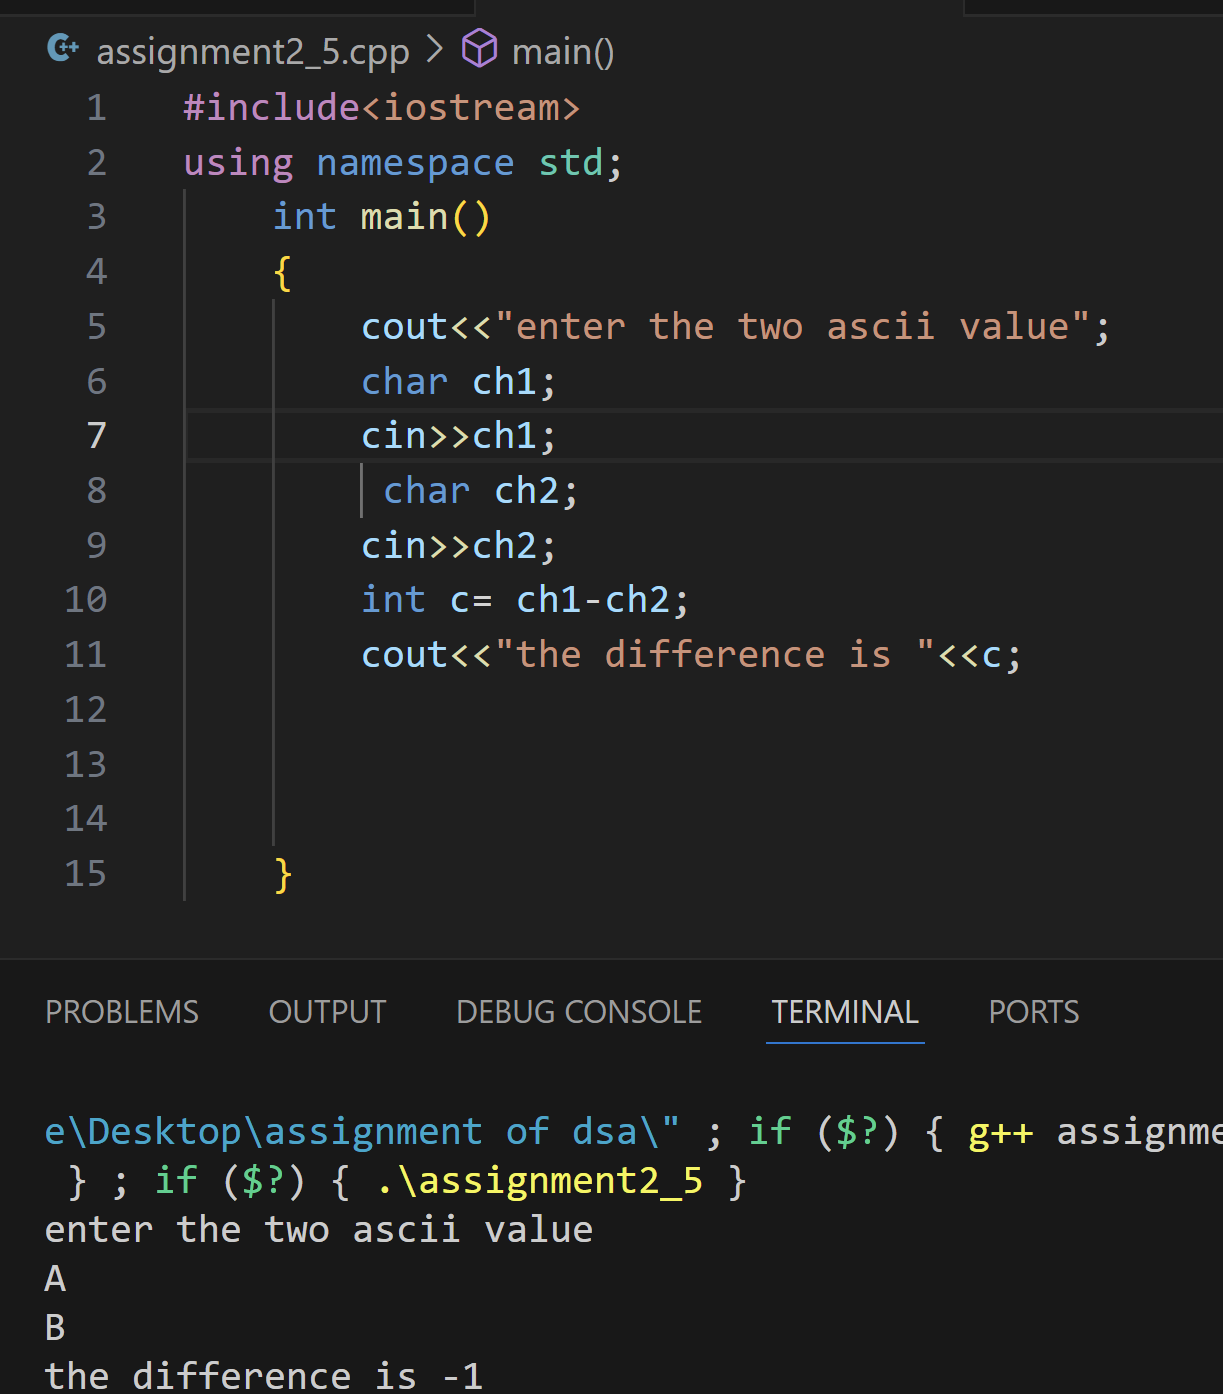 assignment2_5.cpp > main()
1 #include<iostream>
2 using namespace std;
3 int main()
4 {
5 cout<<"enter the two ascii value";
6 char ch1;
7 cin>>ch1;
8 char ch2;
9 cin>>ch2;
10 int c= ch1-ch2;
11 cout<<"the difference is "<<c;
12
13
14
15 }
PROBLEMS OUTPUT DEBUG CONSOLE TERMINAL PORTS
e\Desktop\assignment of dsa\" ; if ($?) { g++ assignme
} ; if ($?) { .\assignment2_5 }
enter the two ascii value
A
B
the difference is -1